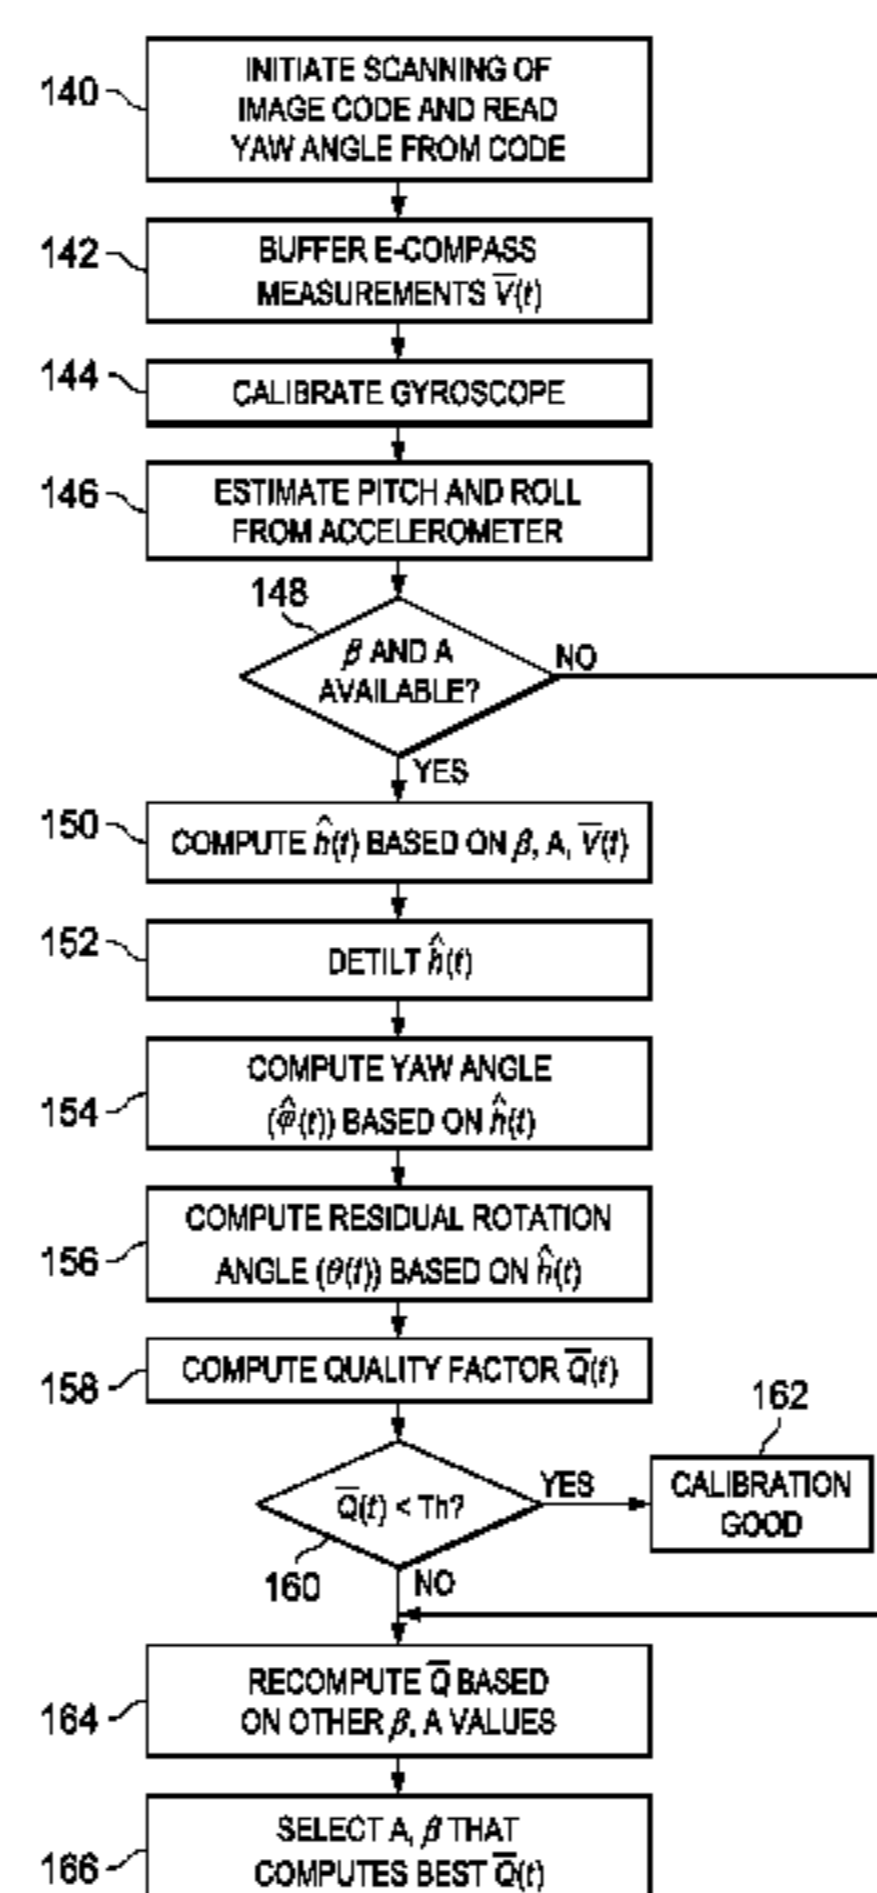 140
INITIATE SCANNING OF
IMAGE CODE AND READ
YAW ANGLE FROM CODE
142
BUFFER E-COMPASS
MEASUREMENTS V̅(t)
144
CALIBRATE GYROSCOPE
146
ESTIMATE PITCH AND ROLL
FROM ACCELEROMETER
148
β AND A
AVAILABLE?
NO
YES
150
COMPUTE ĥ(t) BASED ON β, A, V̅(t)
152
DETILT ĥ(t)
154
COMPUTE YAW ANGLE
(φ̂(t)) BASED ON ĥ(t)
156
COMPUTE RESIDUAL ROTATION
ANGLE (θ(t)) BASED ON ĥ(t)
158
COMPUTE QUALITY FACTOR Q̅(t)
162
Q̅(t) < Th?
YES
CALIBRATION
GOOD
160
NO
164
RECOMPUTE Q̅ BASED
ON OTHER β, A VALUES
166
SELECT A, β THAT
COMPUTES BEST Q̅(t)